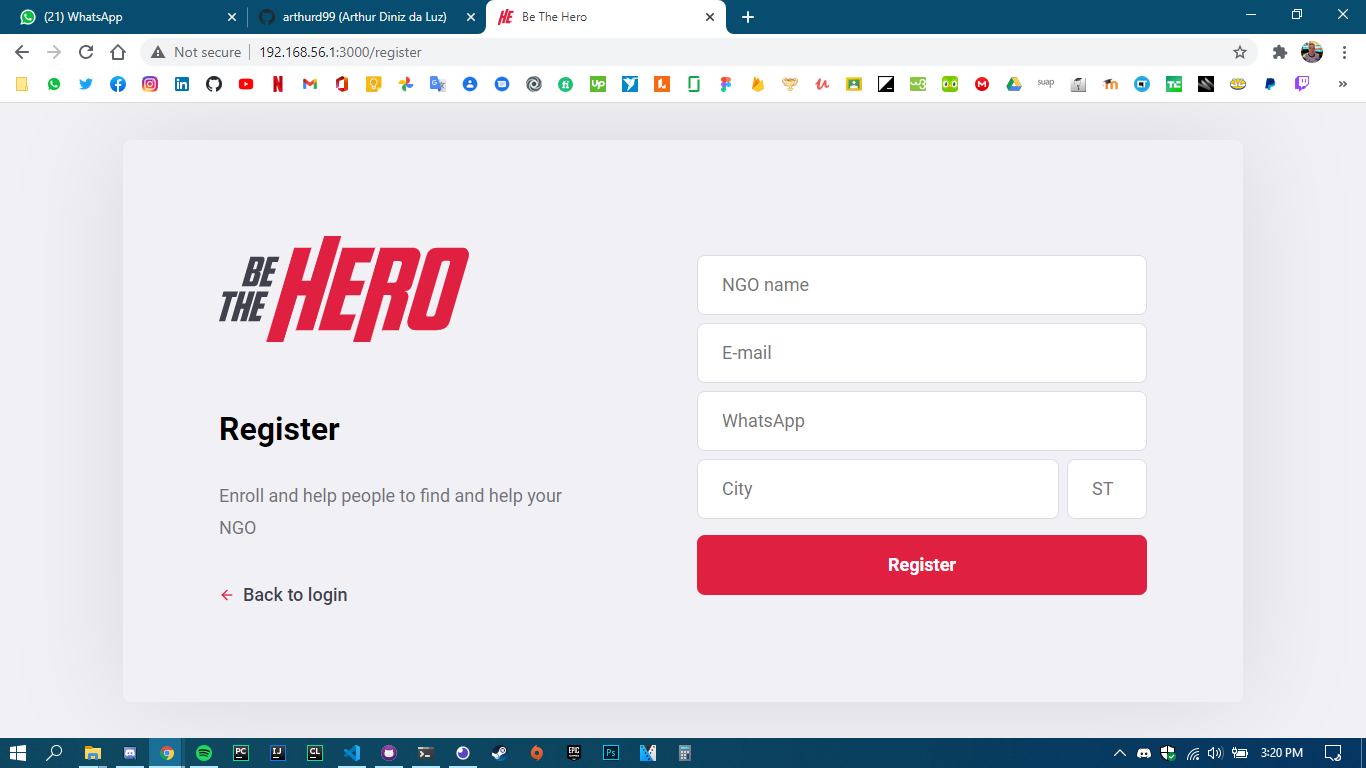 (21) WhatsApp
arthurd99 (Arthur Diniz da Luz)
HE
Be The Hero
Not secure
192.168.56.1:3000/register
BE
THE
HERO
Register
Enroll and help people to find and help your
NGO
Back to login
NGO name
E-mail
WhatsApp
City
ST
Register
3:20 PM